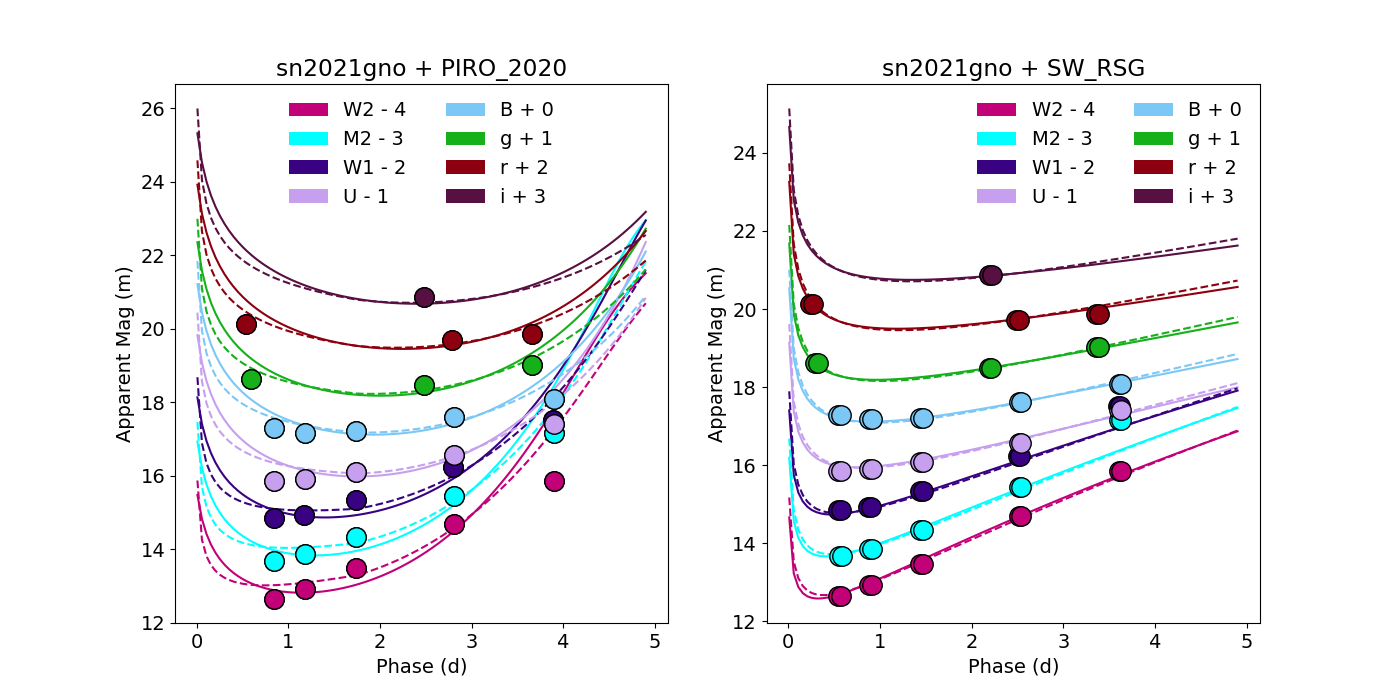 sn2021gno + PIRO_2020
W2 - 4
M2 - 3
W1 - 2
U - 1
B + 0
g + 1
r + 2
i + 3
Apparent Mag (m)
26
24
22
20
18
16
14
12
0 1 2 3 4 5
Phase (d)
sn2021gno + SW_RSG
W2 - 4
M2 - 3
W1 - 2
U - 1
B + 0
g + 1
r + 2
i + 3
Apparent Mag (m)
24
22
20
18
16
14
12
0 1 2 3 4 5
Phase (d)